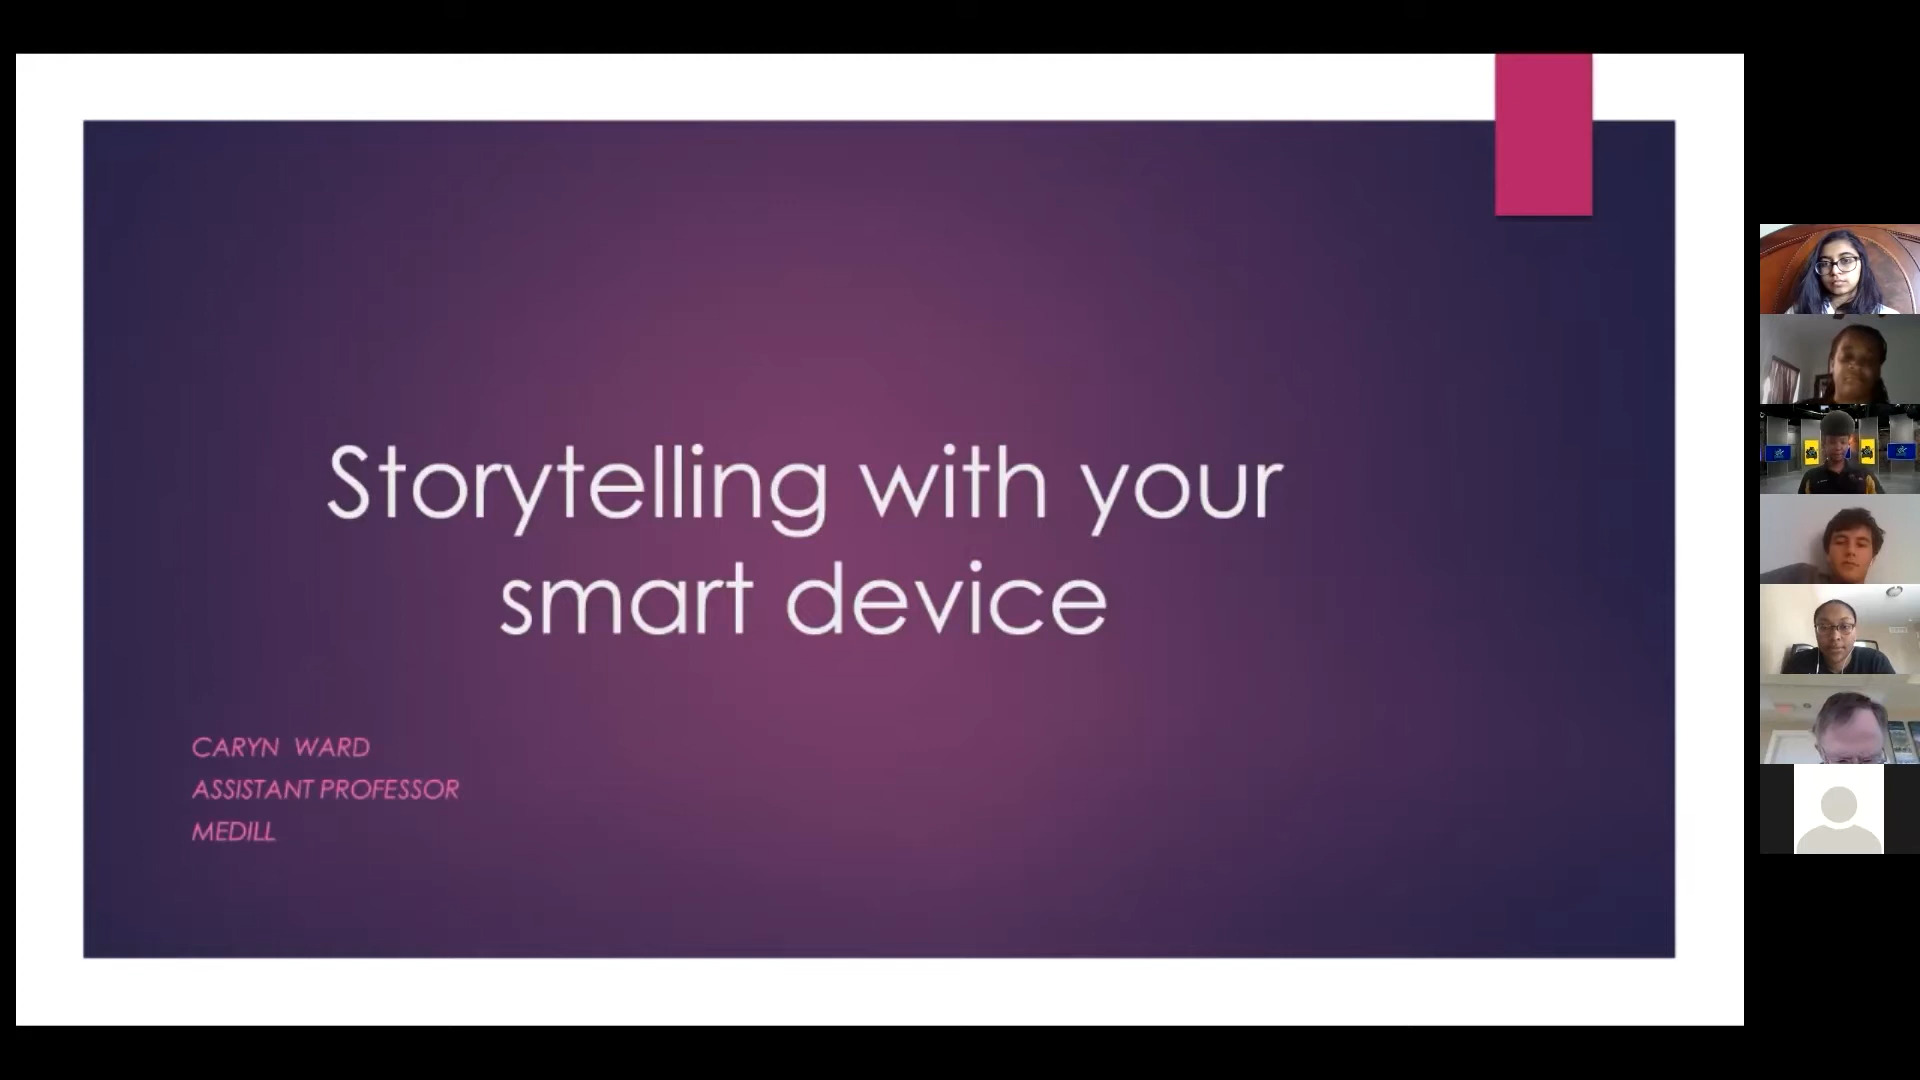 Storytelling with your
smart device
CARYN WARD
ASSISTANT PROFESSOR
MEDILL